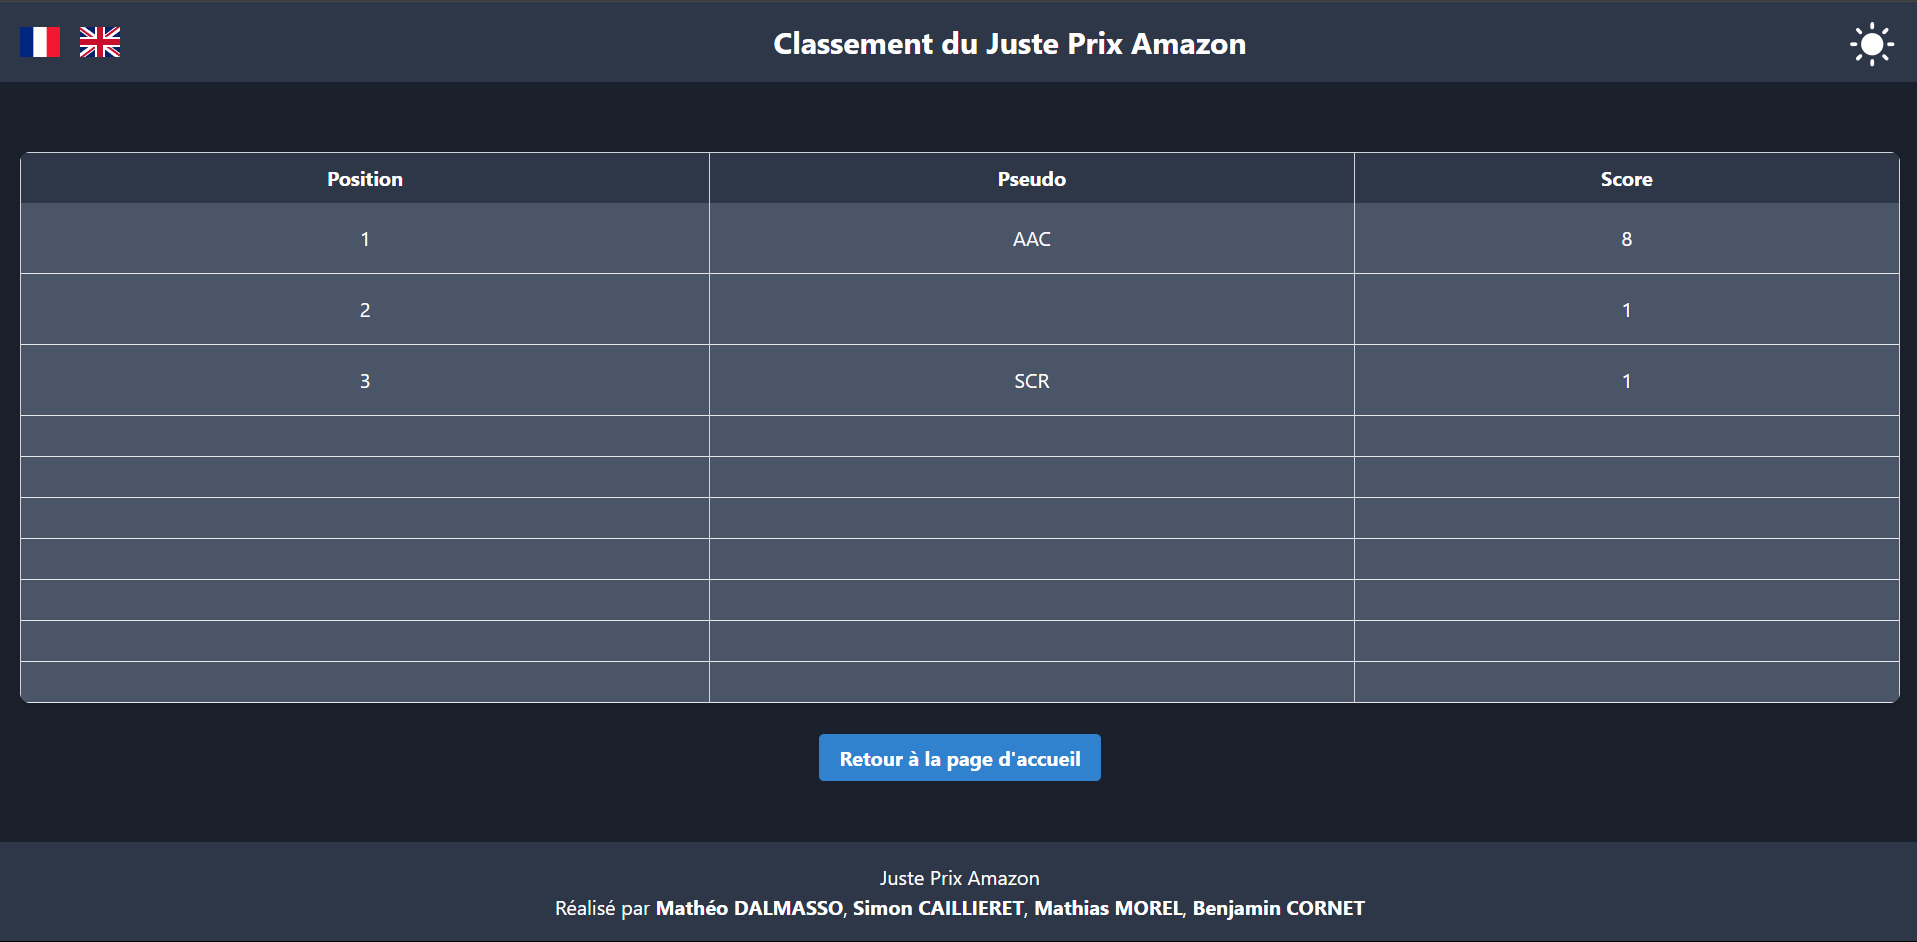 Classement du Juste Prix Amazon
Position Pseudo Score
1 AAC 8
2 1
3 SCR 1
Retour à la page d'accueil
Juste Prix Amazon
Réalisé par Mathéo DALMASSO, Simon CAILLIERET, Mathias MOREL, Benjamin CORNET